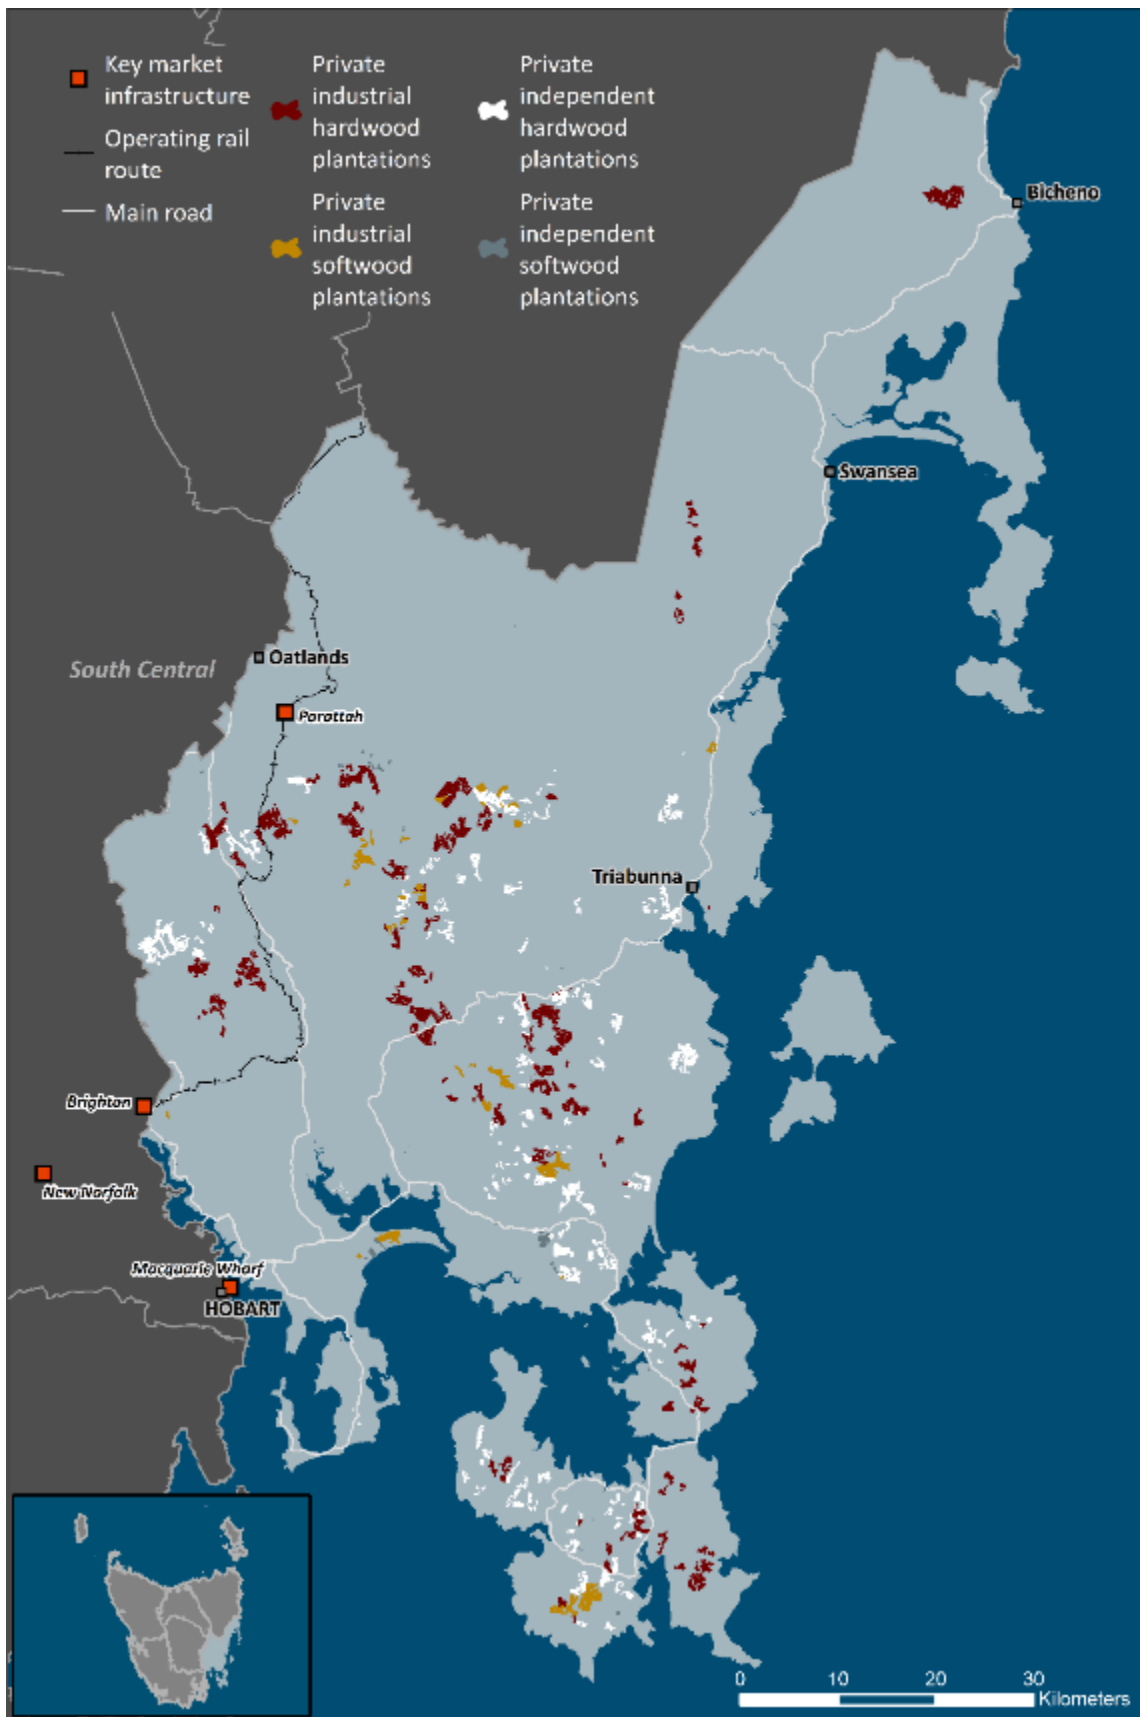 Key market
infrastructure
Operating rail
route
Main road
Private
industrial
hardwood
plantations
Private
industrial
softwood
plantations
Private
independent
hardwood
plantations
Private
independent
softwood
plantations
Bicheno
Swansea
South Central
Oatlands
Parattah
Triabunna
Brighton
New Norfolk
Macquarie Wharf
HOBART
0 10 20 30
Kilometers